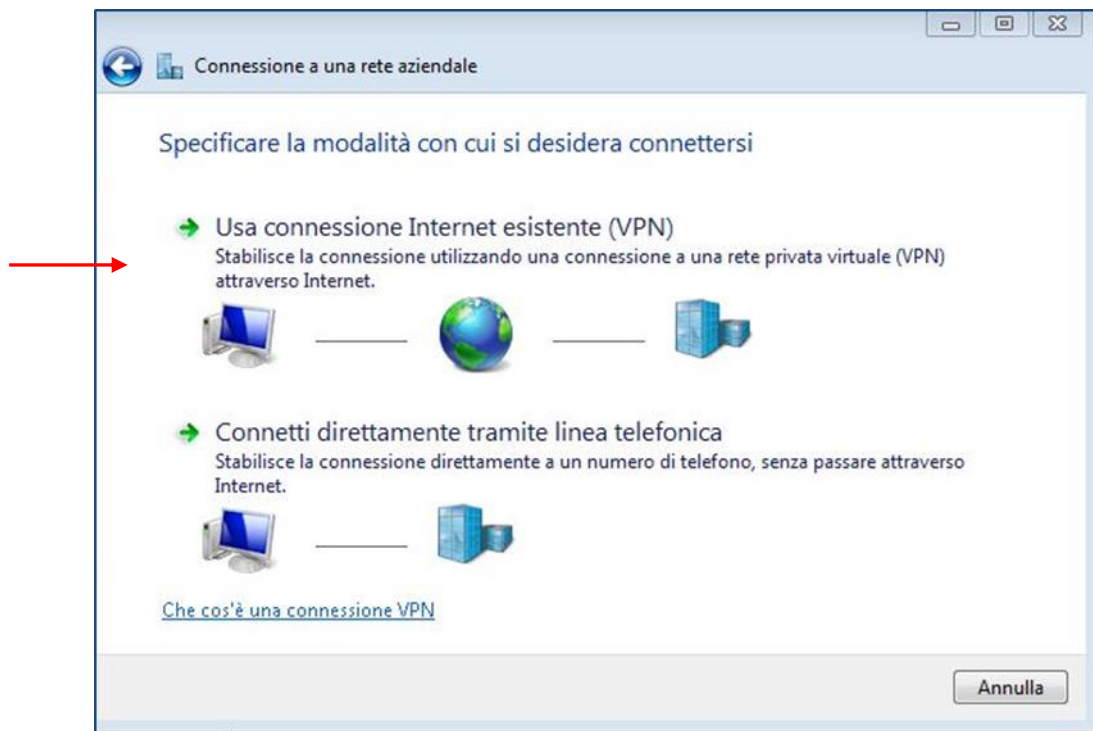 Connessione a una rete aziendale
Specificare la modalità con cui si desidera connettersi
Usa connessione Internet esistente (VPN)
Stabilisce la connessione utilizzando una connessione a una rete privata virtuale (VPN)
attraverso Internet.
Connetti direttamente tramite linea telefonica
Stabilisce la connessione direttamente a un numero di telefono, senza passare attraverso
Internet.
Che cos'è una connessione VPN
Annulla